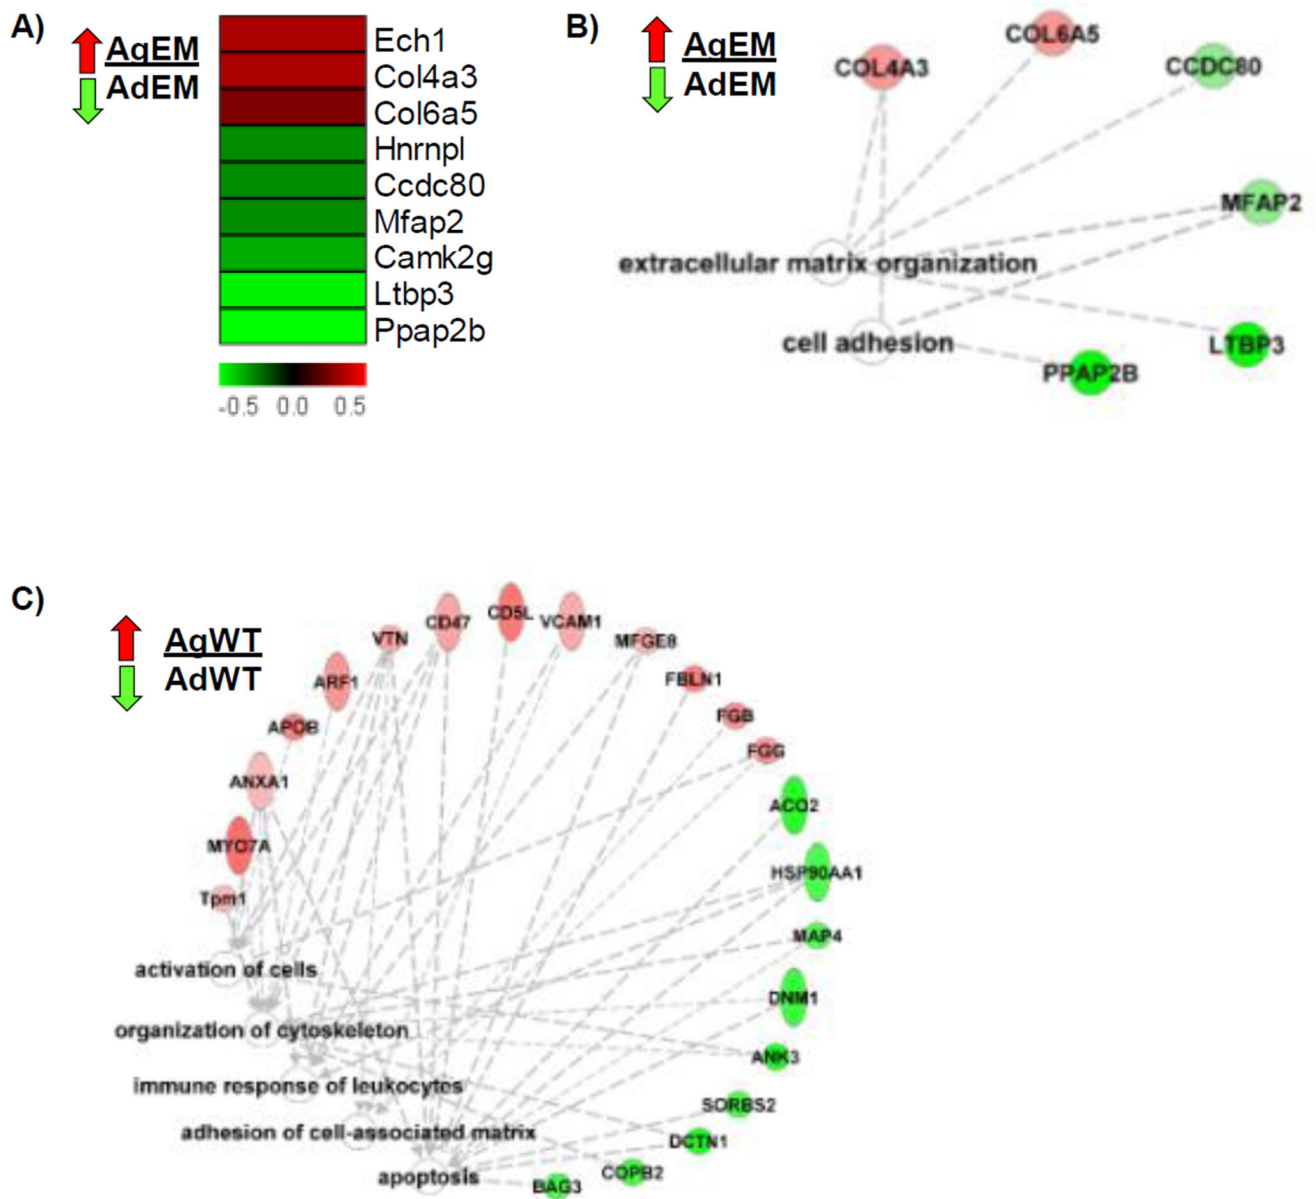 A)
AgEM
AdEM
Ech1
Col4a3
Col6a5
Hnrnpl
Ccdc80
Mfap2
Camk2g
Ltbp3
Ppap2b
-0.5 0.0 0.5
B)
AgEM
AdEM
COL4A3
COL6A5
CCDC80
MFAP2
extracellular matrix organization
cell adhesion
LTBP3
PPAP2B
C)
AgWT
AdWT
VTN
CD47
CD5L
VCAM1
MFGE8
ARF1
FBLN1
APOB
FGB
FGG
ANXA1
ACO2
MYO7A
HSP90AA1
Tpm1
MAP4
activation of cells
DNM1
organization of cytoskeleton
ANK3
immune response of leukocytes
SORBS2
adhesion of cell-associated matrix
DCTN1
apoptosis
COPB2
BAG3